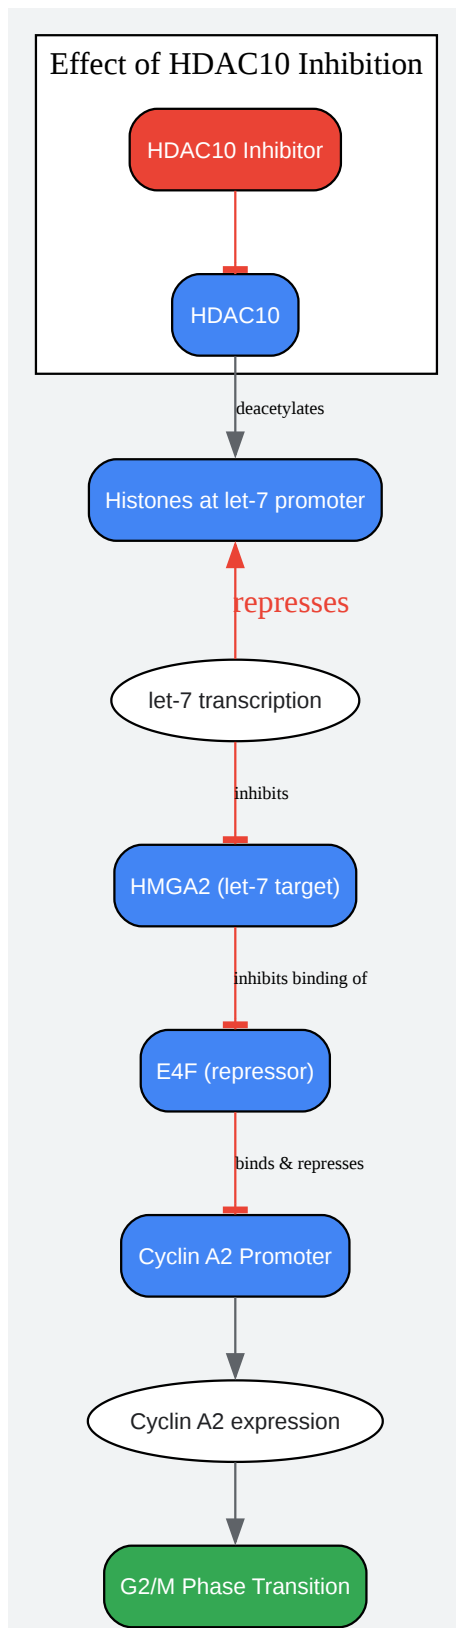 Effect of HDAC10 Inhibition
HDAC10 Inhibitor
HDAC10
deacetylates
Histones at let-7 promoter
represses
let-7 transcription
inhibits
HMGA2 (let-7 target)
inhibits binding of
E4F (repressor)
binds & represses
Cyclin A2 Promoter
Cyclin A2 expression
G2/M Phase Transition